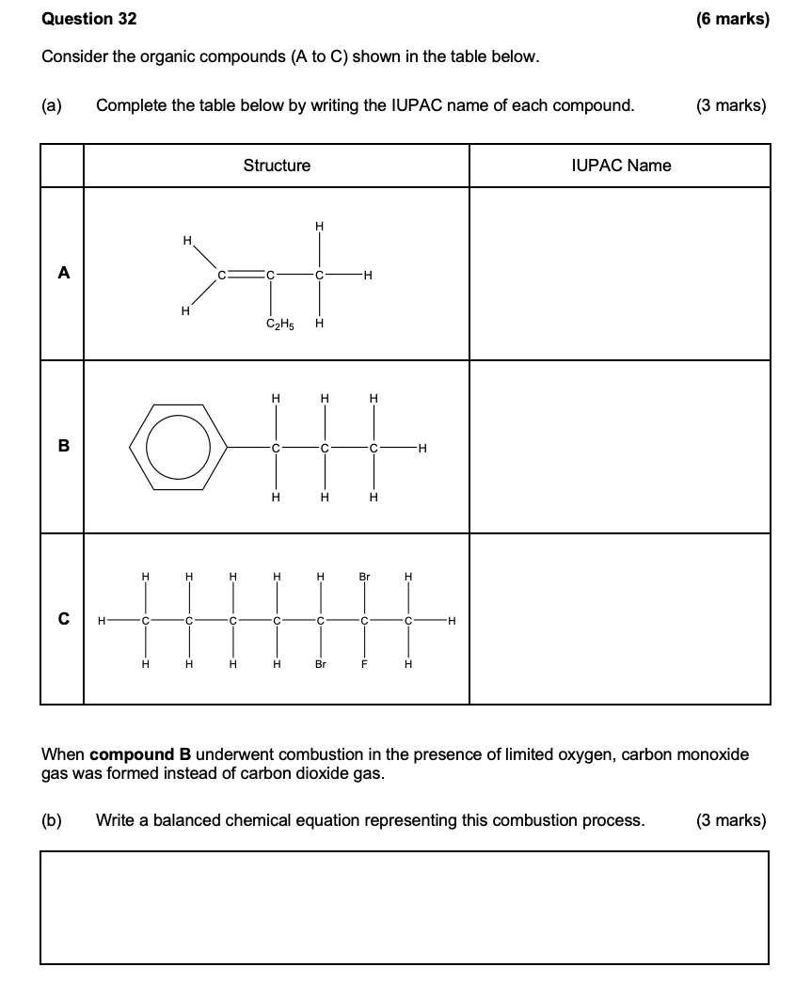 Question 32 (6 marks)
Consider the organic compounds (A to C) shown in the table below.
(a) Complete the table below by writing the IUPAC name of each compound. (3 marks)
Structure IUPAC Name
H
H
A C C C H
H
C₂H₅ H
H H H
B C C C H
H H H
H H H H H Br H
C H C C C C C C C H
H H H H Br F H
When compound B underwent combustion in the presence of limited oxygen, carbon monoxide
gas was formed instead of carbon dioxide gas.
(b) Write a balanced chemical equation representing this combustion process. (3 marks)